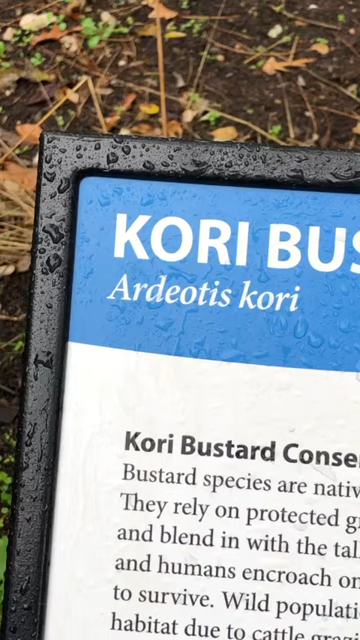 KORI BUS
Ardeotis kori
Kori Bustard Conse
Bustard species are nativ
They rely on protected g
and blend in with the tal
and humans encroach on
to survive. Wild populati
habitat due to cattle grazi